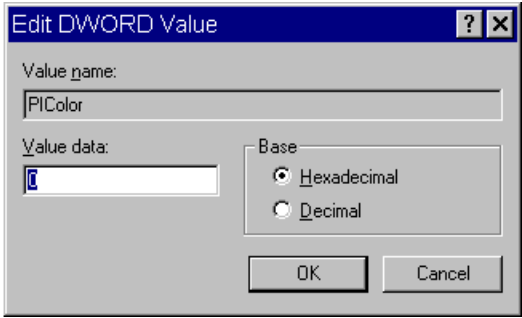 Edit DWORD Value
Value name:
PIColor
Value data:
0
Base
Hexadecimal
Decimal
OK
Cancel